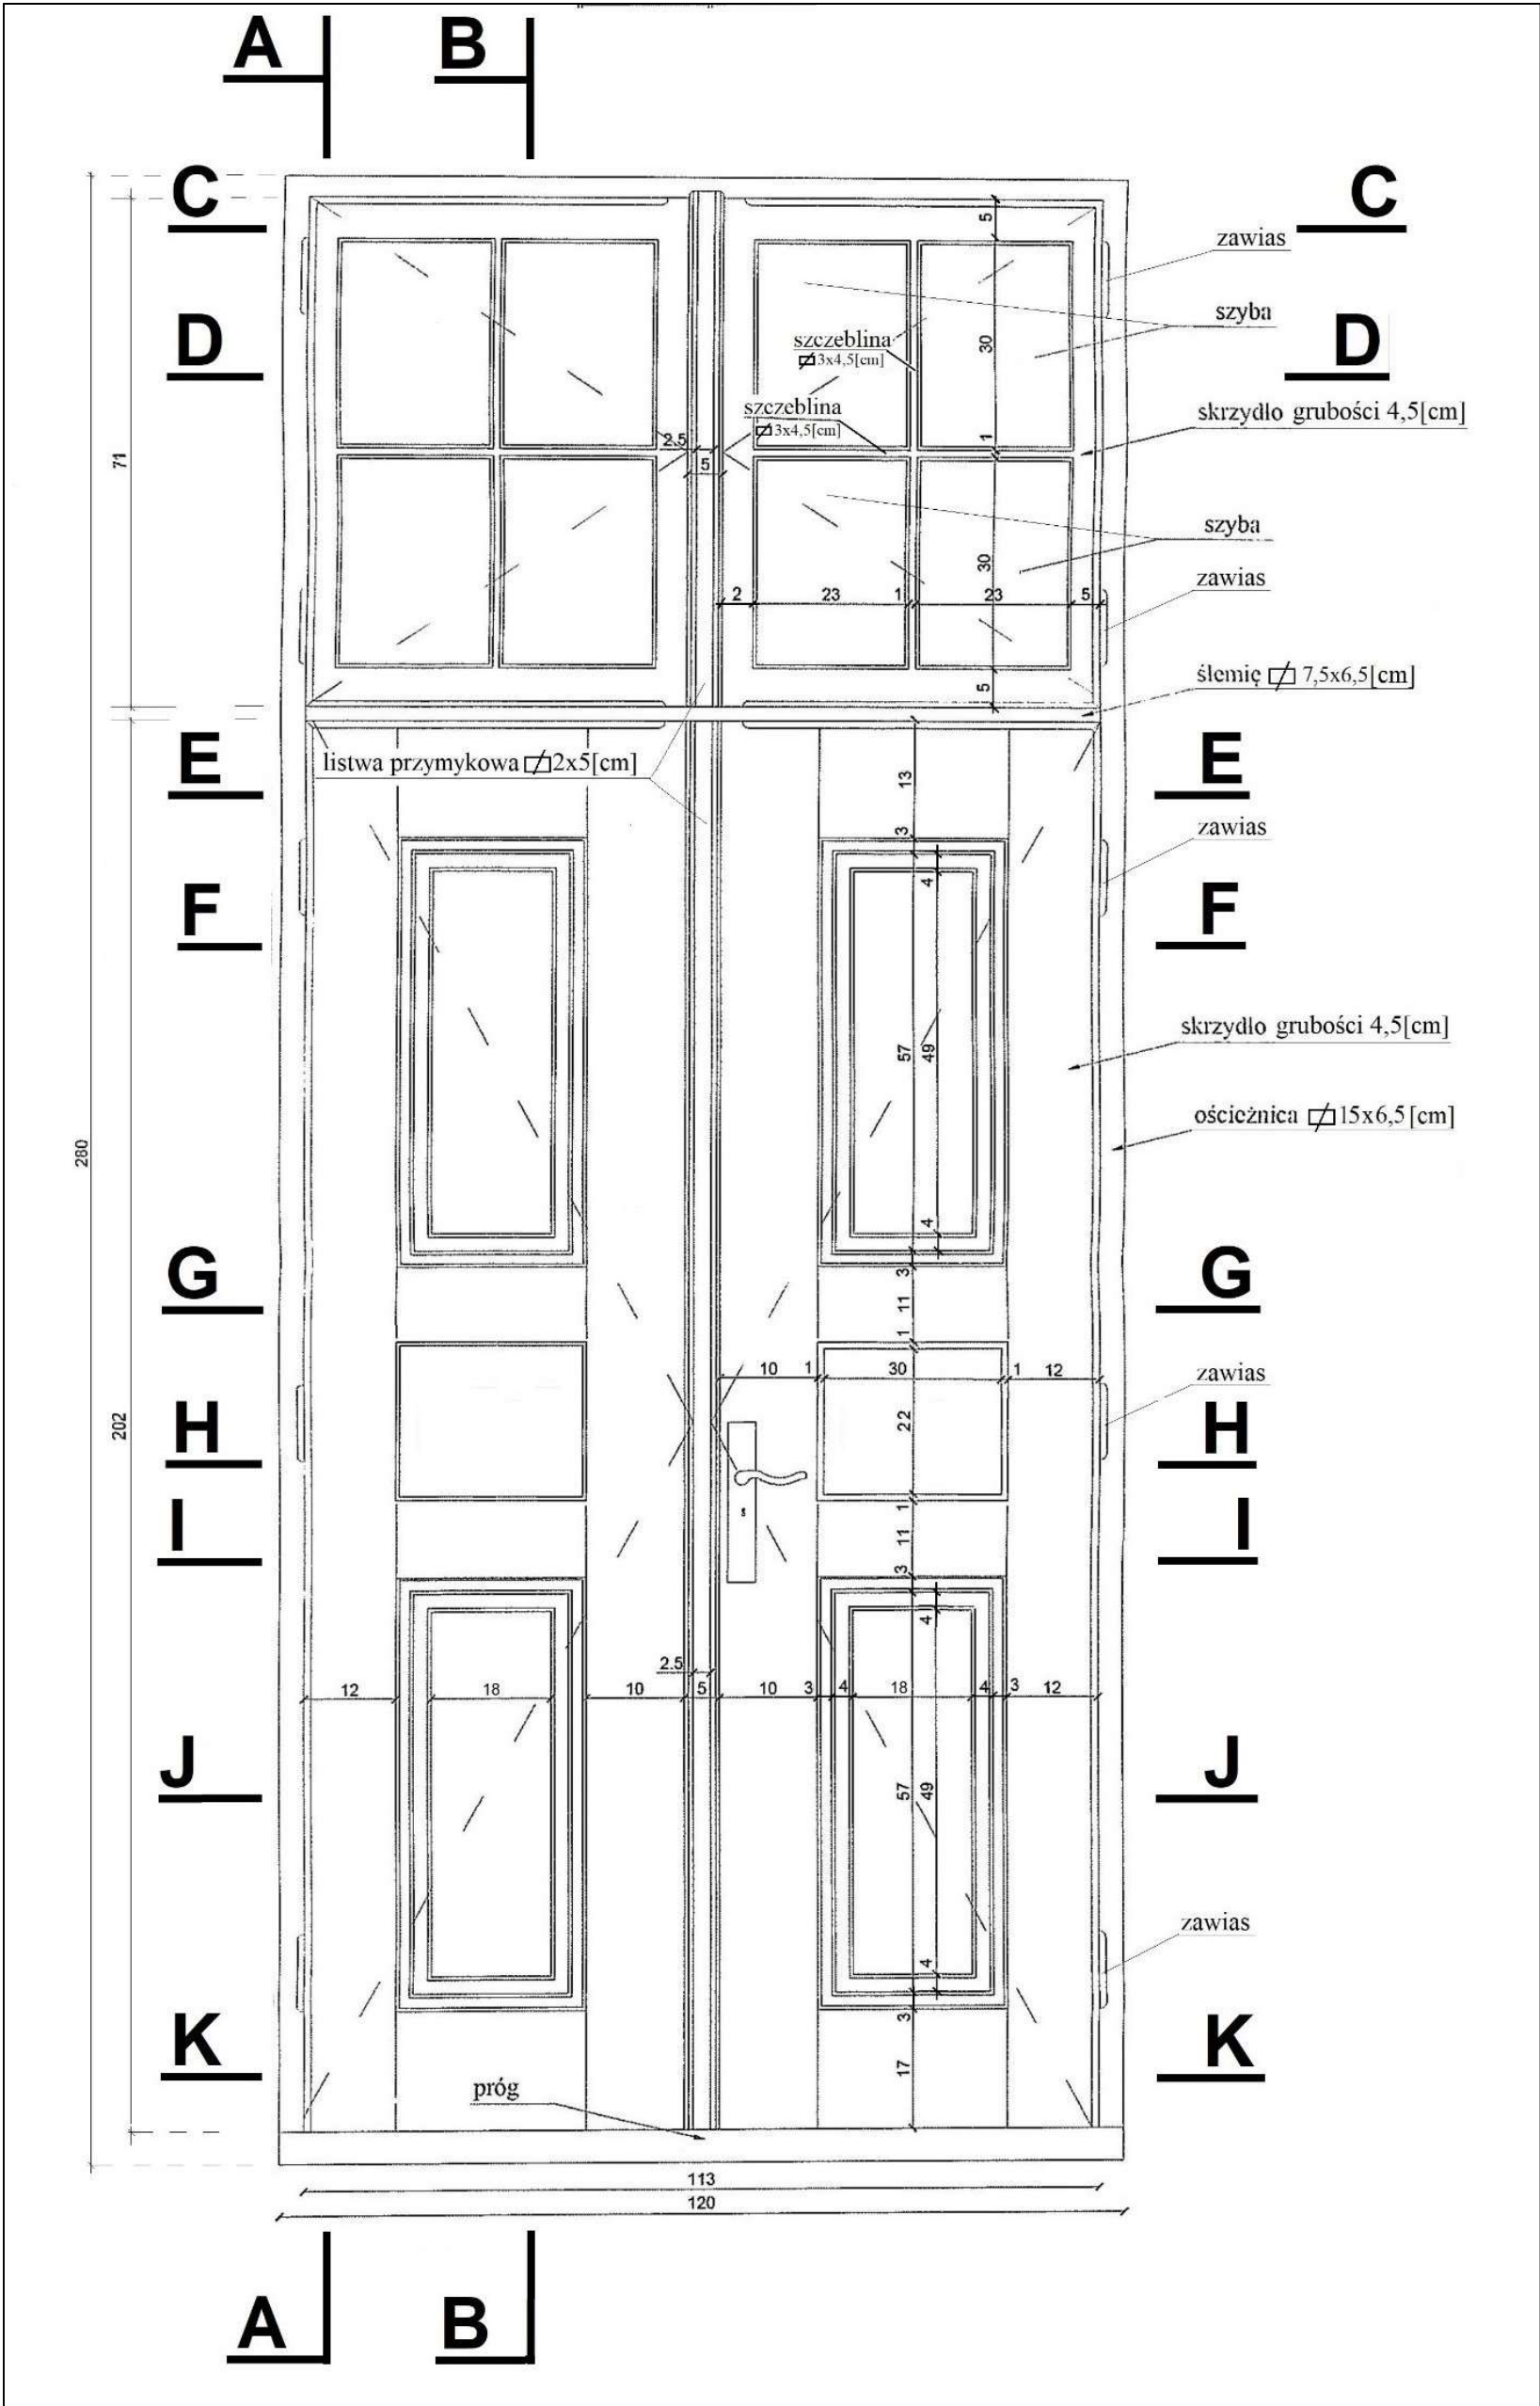 A
B
C
C
5
zawias
szyba
D
D
szczeblina
3x4,5[cm]
30
szczeblina
3x4,5[cm]
skrzydło grubości 4,5[cm]
2.5
1
5
71
szyba
30
zawias
2
23
1
23
5
ślemię 7,5x6,5[cm]
5
E
E
listwa przymykowa 2x5[cm]
13
3
zawias
4
F
F
skrzydło grubości 4,5[cm]
57
49
ościeżnica 15x6,5[cm]
280
4
G
G
3
11
1
10
1
30
1
12
zawias
202
22
H
H
1
11
I
I
3
4
2.5
12
18
10
5
10
3
4
18
4
3
12
J
J
57
49
zawias
4
3
K
K
17
próg
113
120
A
B